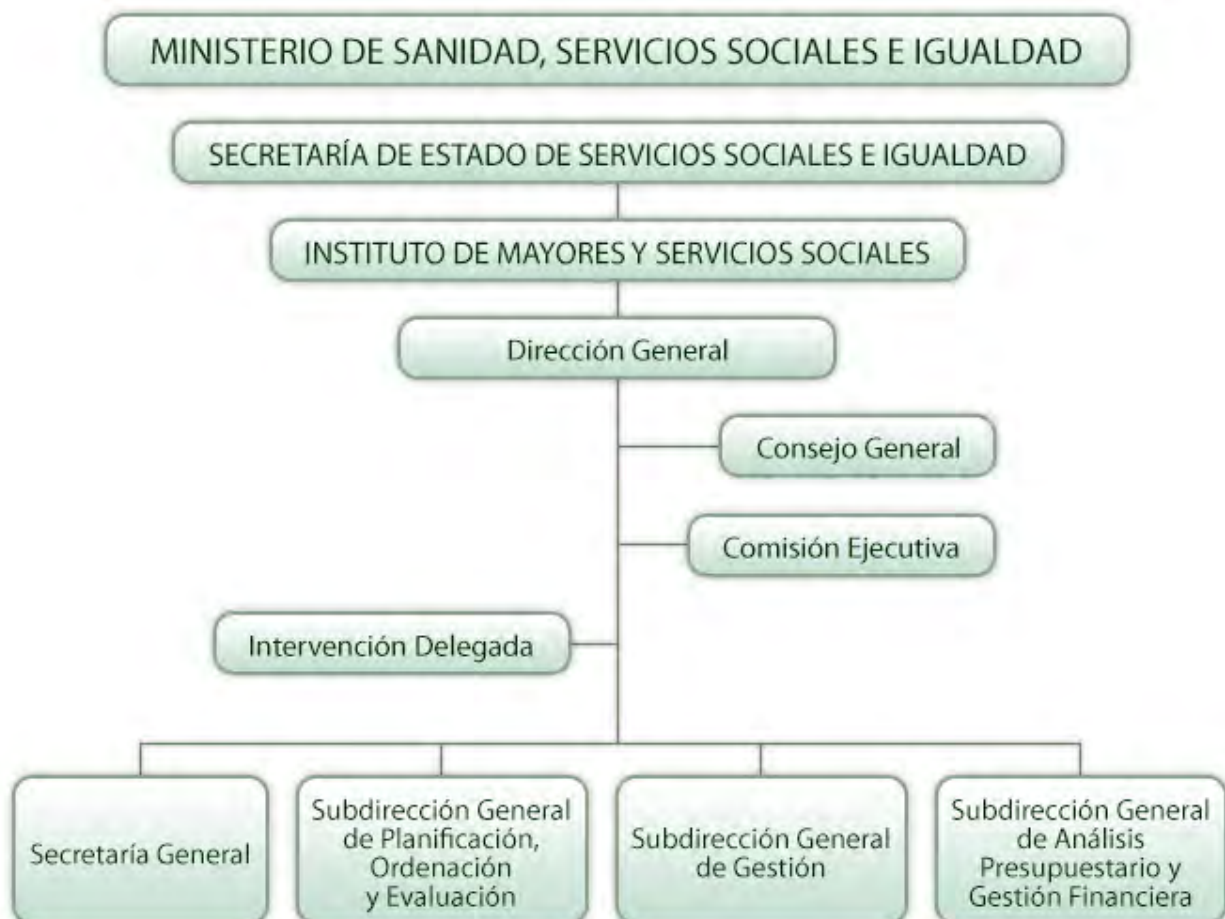 MINISTERIO DE SANIDAD, SERVICIOS SOCIALES E IGUALDAD
SECRETARÍA DE ESTADO DE SERVICIOS SOCIALES E IGUALDAD
INSTITUTO DE MAYORES Y SERVICIOS SOCIALES
Dirección General
Consejo General
Comisión Ejecutiva
Intervención Delegada
Secretaría General
Subdirección General
de Planificación,
Ordenación
y Evaluación
Subdirección General
de Gestión
Subdirección General
de Análisis
Presupuestario y
Gestión Financiera